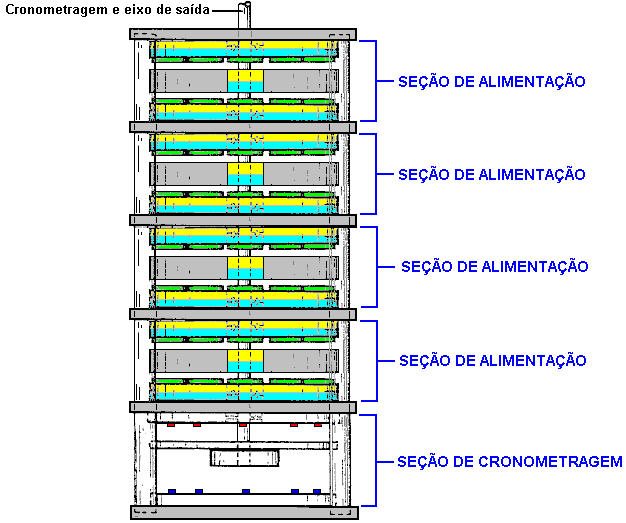 Cronometragem e eixo de saída
SEÇÃO DE ALIMENTAÇÃO
SEÇÃO DE ALIMENTAÇÃO
SEÇÃO DE ALIMENTAÇÃO
SEÇÃO DE ALIMENTAÇÃO
SEÇÃO DE CRONOMETRAGEM